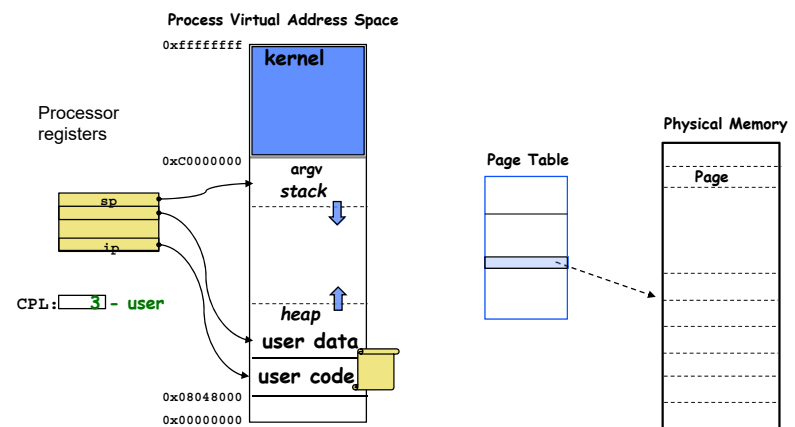 Process Virtual Address Space
0xffffffff
kernel
Processor
registers
Physical Memory
0xC0000000
argv
stack
Page Table
Page
sp
ip
CPL: 3 - user
heap
user data
user code
0x08048000
0x00000000